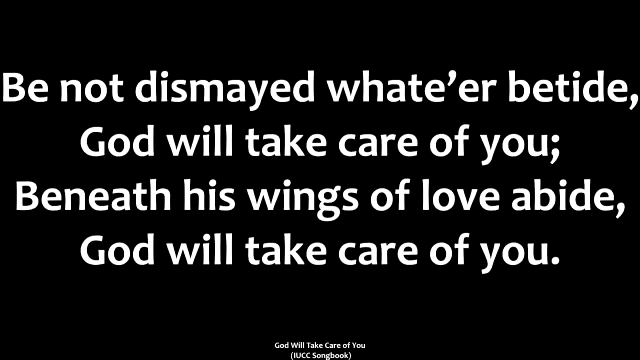 Be not dismayed whate’er betide,
God will take care of you;
Beneath his wings of love abide,
God will take care of you.
God Will Take Care of You
(IUCC Songbook)